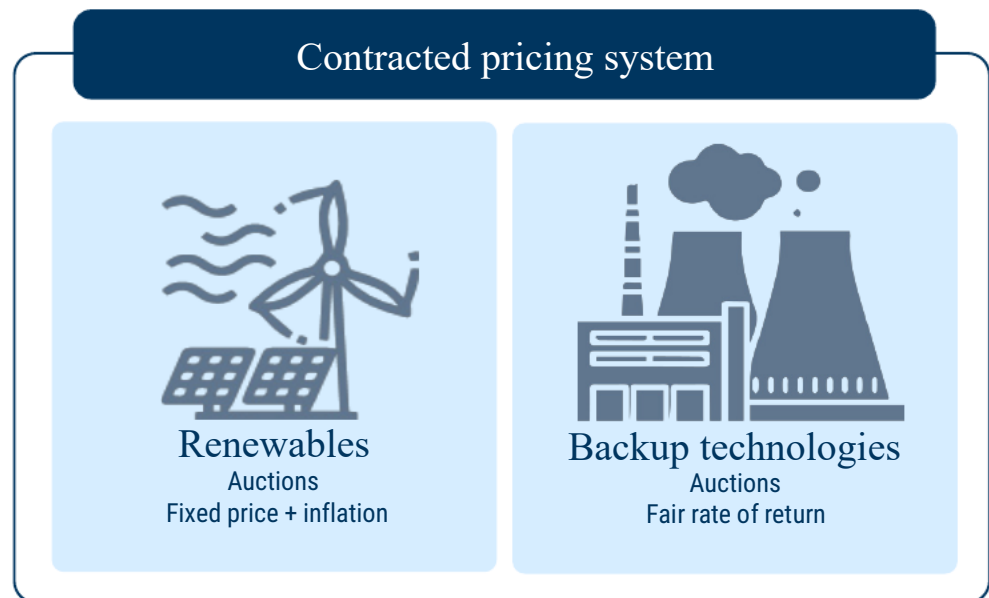 Contracted pricing system
Renewables
Auctions
Fixed price + inflation
Backup technologies
Auctions
Fair rate of return